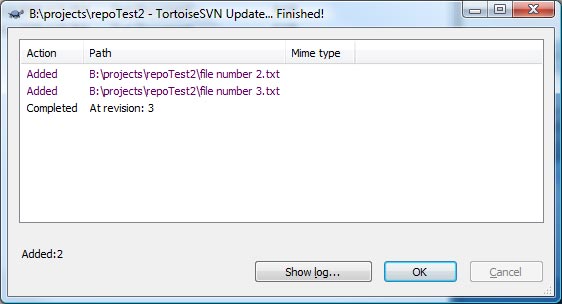 B:\projects\repoTest2 - TortoiseSVN Update... Finished!
Action Path Mime type
Added B:\projects\repoTest2\file number 2.txt
Added B:\projects\repoTest2\file number 3.txt
Completed At revision: 3
Added:2
Show log... OK Cancel